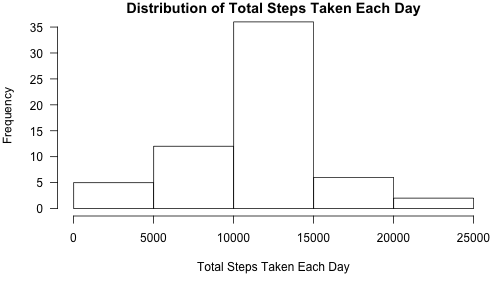 Distribution of Total Steps Taken Each Day
Frequency
35
30
25
20
15
10
5
0
0 5000 10000 15000 20000 25000
Total Steps Taken Each Day